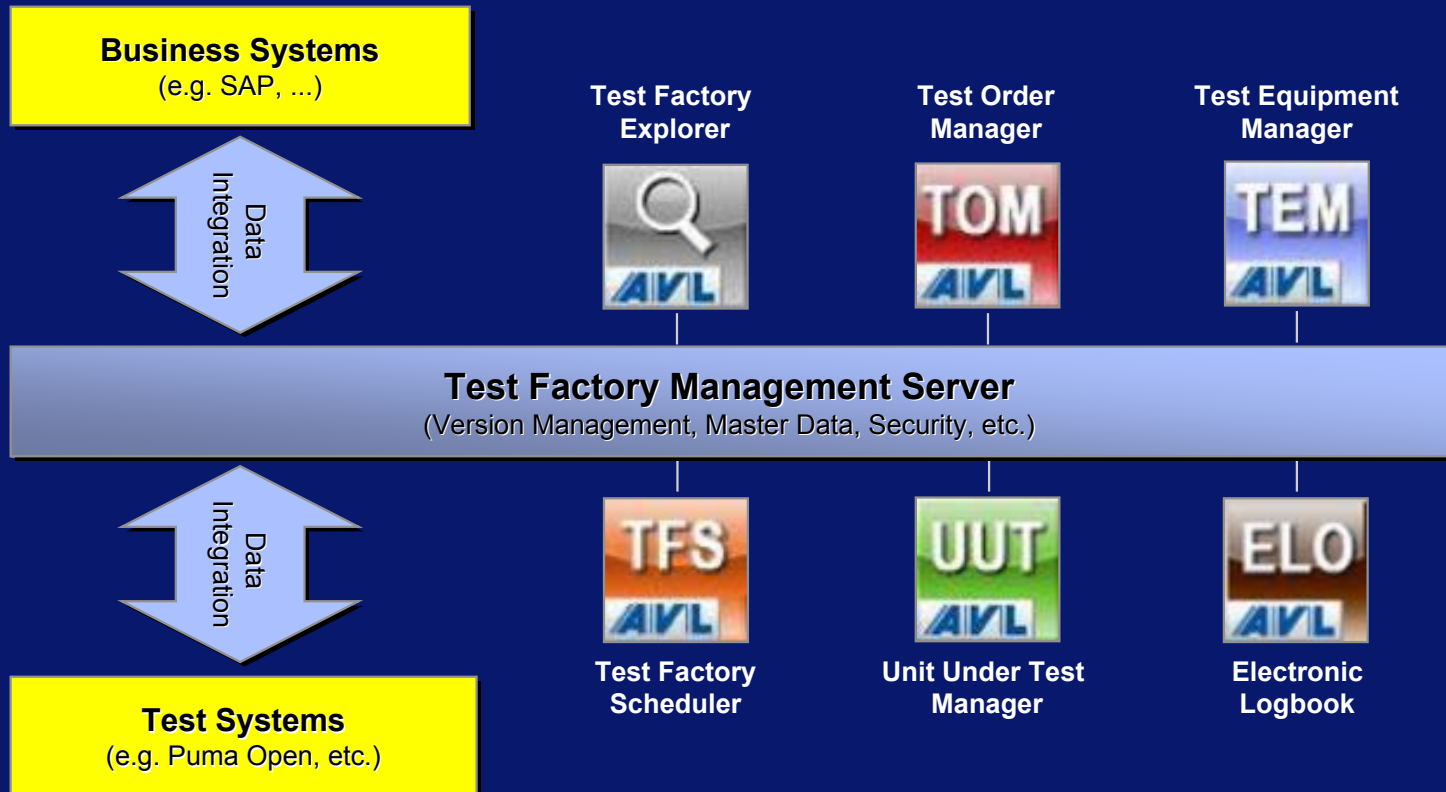 Business Systems
(e.g. SAP, ...)
Data
Integration
Test Factory
Explorer
AVL
Test Order
Manager
TOM
AVL
Test Equipment
Manager
TEM
AVL
Test Factory Management Server
(Version Management, Master Data, Security, etc.)
Data
Integration
TFS
AVL
Test Factory
Scheduler
UUT
AVL
Unit Under Test
Manager
ELO
AVL
Electronic
Logbook
Test Systems
(e.g. Puma Open, etc.)